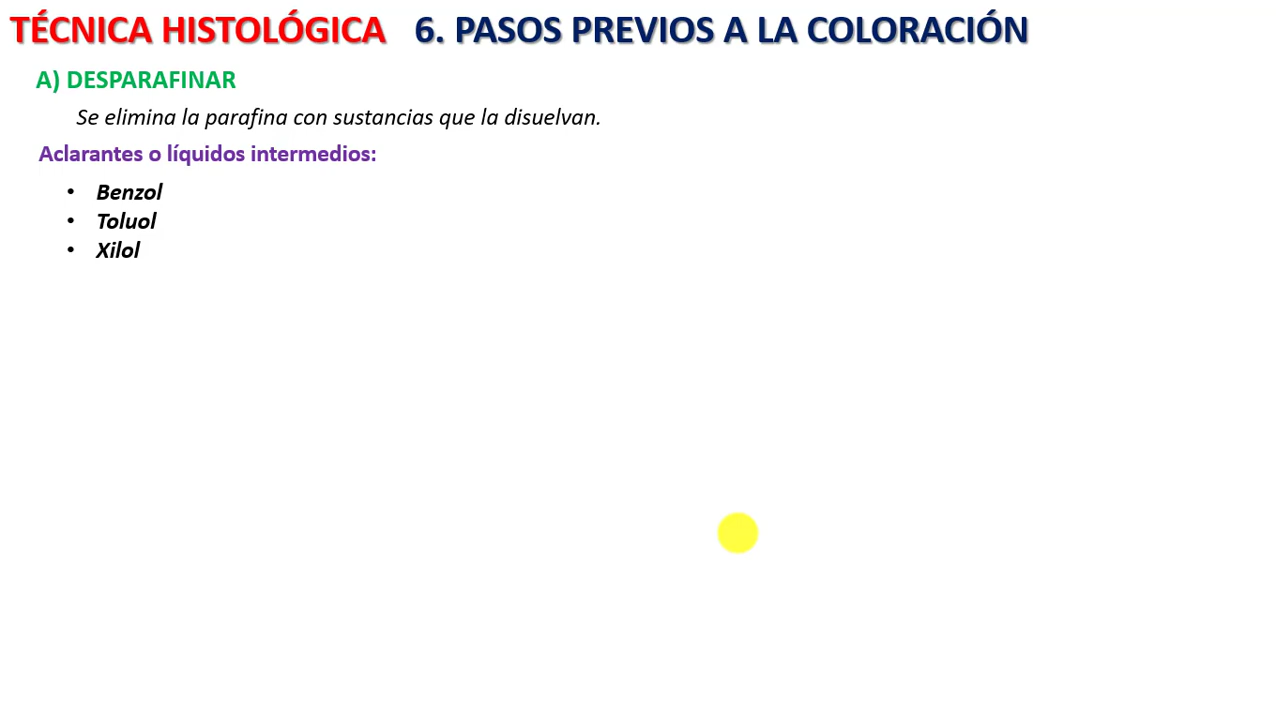 TÉCNICA HISTOLÓGICA 6. PASOS PREVIOS A LA COLORACIÓN
A) DESPARAFINAR
Se elimina la parafina con sustancias que la disuelvan.
Aclarantes o líquidos intermedios:
• Benzol
• Toluol
• Xilol